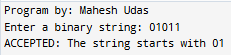 Program by: Mahesh Udas
Enter a binary string: 01011
ACCEPTED: The string starts with 01